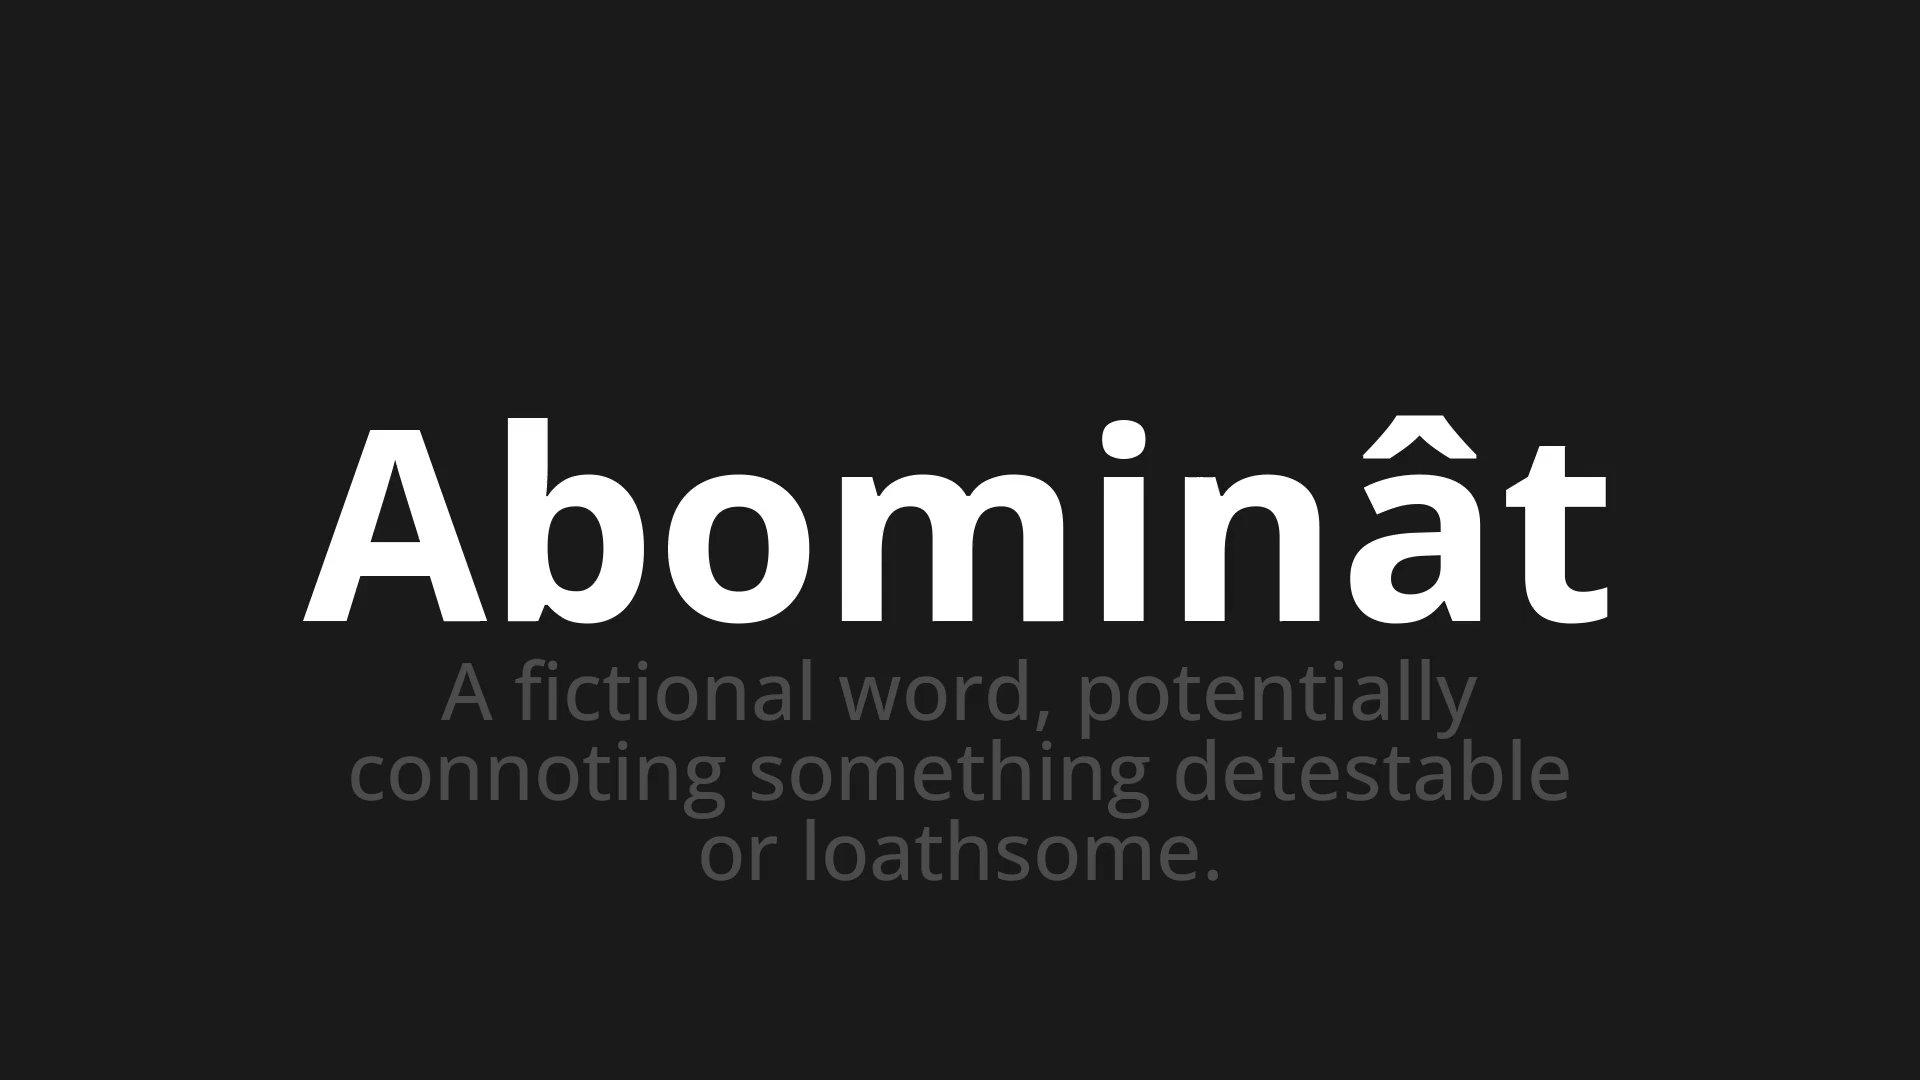 Abominât
A fictional word, potentially
connoting something detestable
or loathsome.